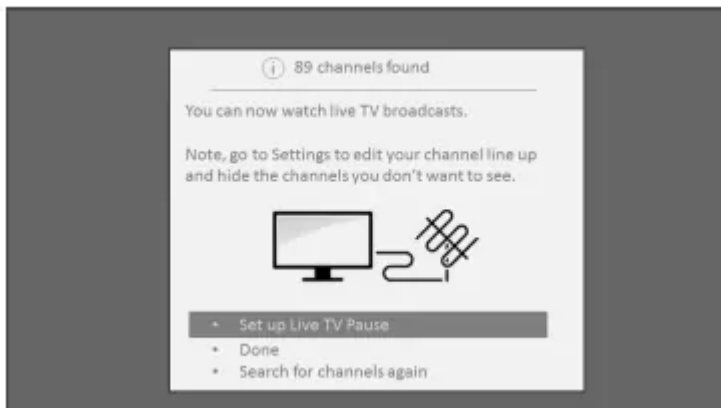 89 channels found
You can now watch live TV broadcasts.
Note, go to Settings to edit your channel line up
and hide the channels you don't want to see.
• Set up Live TV Pause
• Done
• Search for channels again